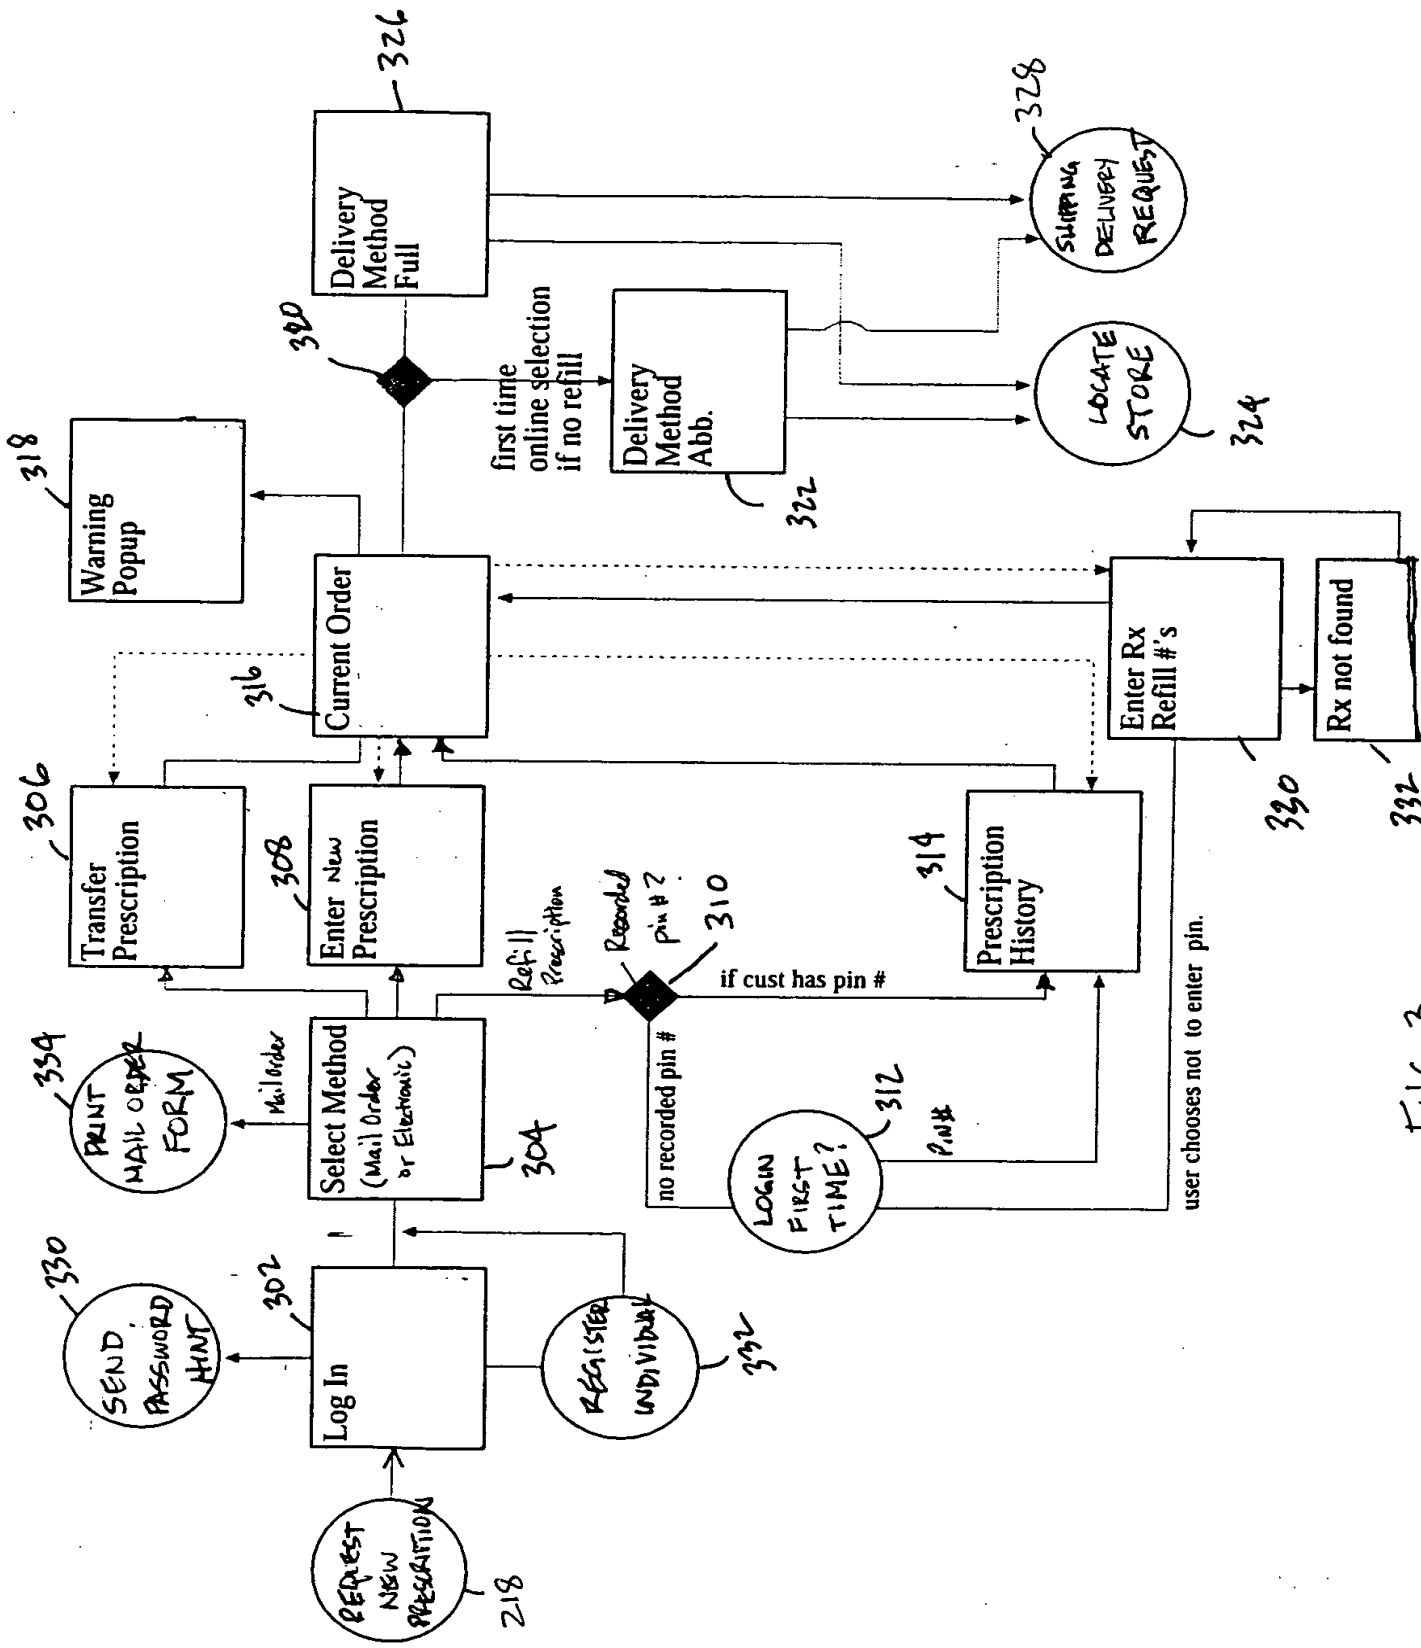 318
Warning
Popup
320
Delivery
Method
Full
326
306
Transfer
Prescription
316
Current Order
first time
online selection
if no refill
334
PRINT
MAIL ORDER
FORM
Mail order
308
Enter New
Prescription
Delivery
Method
Abb.
322
330
SEND
PASSWORD
HINT
302
Log In
Select Method
(Mail Order
or Electronic)
304
Refill
Prescription
Recorded
pin # ?
310
328
SHIPPING
DELIVERY
REQUEST
REQUEST
NEW
PRESCRIPTION
218
REGISTER
INDIVIDUAL
332
no recorded pin #
if cust has pin #
314
Prescription
History
LOCATE
STORE
324
LOGIN
FIRST
TIME?
312
Pin#
Enter Rx
Refill #'s
330
user chooses not to enter pin.
Rx not found
332